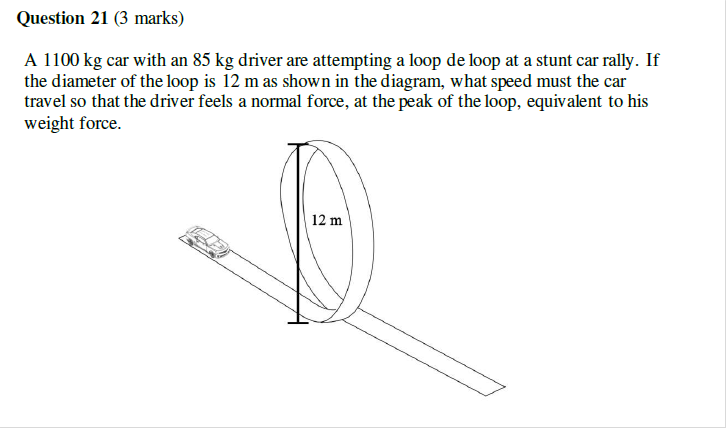 Question 21 (3 marks)
A 1100 kg car with an 85 kg driver are attempting a loop de loop at a stunt car rally. If
the diameter of the loop is 12 m as shown in the diagram, what speed must the car
travel so that the driver feels a normal force, at the peak of the loop, equivalent to his
weight force.
12 m